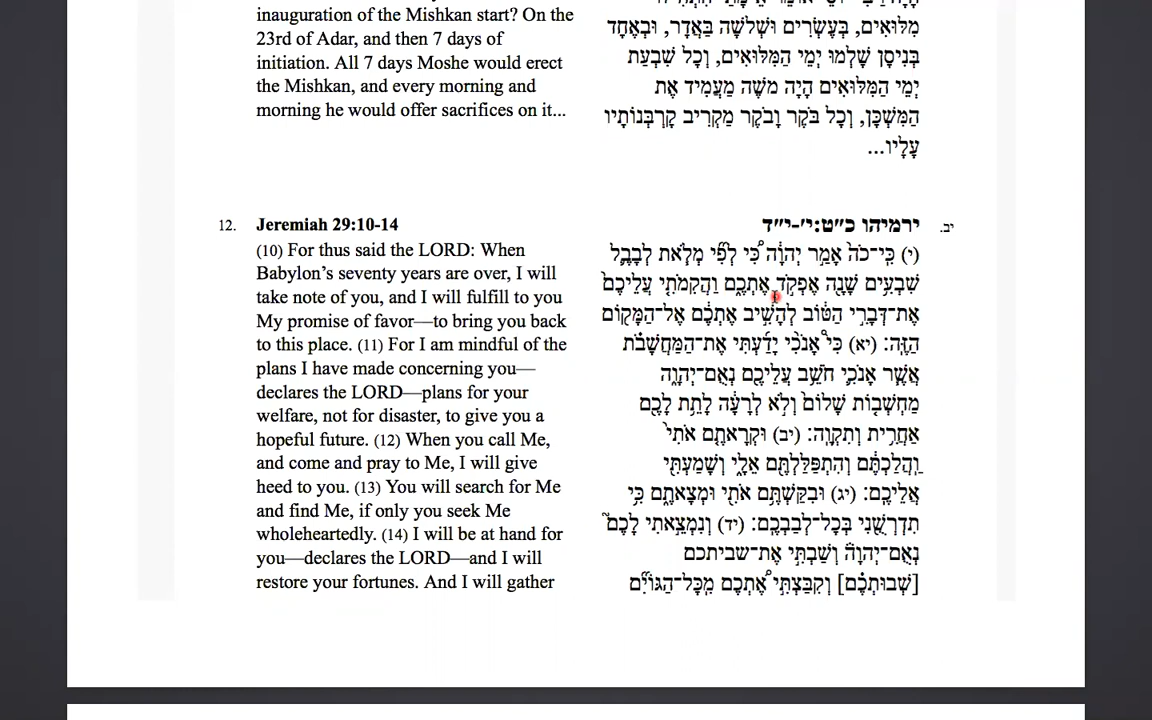 inauguration of the Mishkan start? On the
23rd of Adar, and then 7 days of
initiation. All 7 days Moshe would erect
the Mishkan, and every morning and
morning he would offer sacrifices on it...
מִלּוּאִים, בְּעֶשְׂרִים וּשְׁלֹשָׁה בַּאֲדָר, וּבְאֶחָד
בְּנִיסָן שָׁלְמוּ יְמֵי הַמִּלּוּאִים, וְכָל שִׁבְעַת
יְמֵי הַמִּלּוּאִים הָיָה מֹשֶׁה מַעֲמִיד אֶת
הַמִּשְׁכָּן, וְכָל בֹּקֶר וָבֹקֶר מַקְרִיב קָרְבְּנוֹתָיו
עָלָיו...
12. Jeremiah 29:10-14
(10) For thus said the LORD: When
Babylon’s seventy years are over, I will
take note of you, and I will fulfill to you
My promise of favor—to bring you back
to this place. (11) For I am mindful of the
plans I have made concerning you—
declares the LORD—plans for your
welfare, not for disaster, to give you a
hopeful future. (12) When you call Me,
and come and pray to Me, I will give
heed to you. (13) You will search for Me
and find Me, if only you seek Me
wholeheartedly. (14) I will be at hand for
you—declares the LORD—and I will
restore your fortunes. And I will gather
יב. ירמיהו כ״ט:י׳-י״ד
(י) כִּֽי־כֹה֙ אָמַ֣ר יְהוָ֔ה כִּ֠י לְפִ֞י מְלֹ֧את לְבָבֶ֛ל
שִׁבְעִ֥ים שָׁנָ֖ה אֶפְקֹ֣ד אֶתְכֶ֑ם וַהֲקִמֹתִ֤י עֲלֵיכֶם֙
אֶת־דְּבָרִ֣י הַטּ֔וֹב לְהָשִׁ֣יב אֶתְכֶ֔ם אֶל־הַמָּק֖וֹם
הַזֶּֽה׃ (יא) כִּי֩ אָנֹכִ֨י יָדַ֜עְתִּי אֶת־הַמַּחֲשָׁבֹ֗ת
אֲשֶׁ֧ר אָנֹכִ֛י חֹשֵׁ֥ב עֲלֵיכֶ֖ם נְאֻם־יְהוָ֑ה
מַחְשְׁב֤וֹת שָׁלוֹם֙ וְלֹ֣א לְרָעָ֔ה לָתֵ֥ת לָכֶ֖ם
אַחֲרִ֥ית וְתִקְוָֽה׃ (יב) וּקְרָאתֶ֤ם אֹתִי֙
וַֽהֲלַכְתֶּ֔ם וְהִתְפַּלַּלְתֶּ֖ם אֵלָ֑י וְשָׁמַעְתִּ֖י
אֲלֵיכֶֽם׃ (יג) וּבִקַּשְׁתֶּ֥ם אֹתִ֖י וּמְצָאתֶ֑ם כִּ֥י
תִדְרְשֻׁ֖נִי בְּכָל־לְבַבְכֶֽם׃ (יד) וְנִמְצֵ֣אתִי לָכֶם֮
נְאֻם־יְהוָה֒ וְשַׁבְתִּ֣י אֶת־שביתכם
[שְׁבוּתְכֶ֗ם] וְקִבַּצְתִּ֣י אֶ֠תְכֶם מִֽכָּל־הַגּוֹיִ֞ם